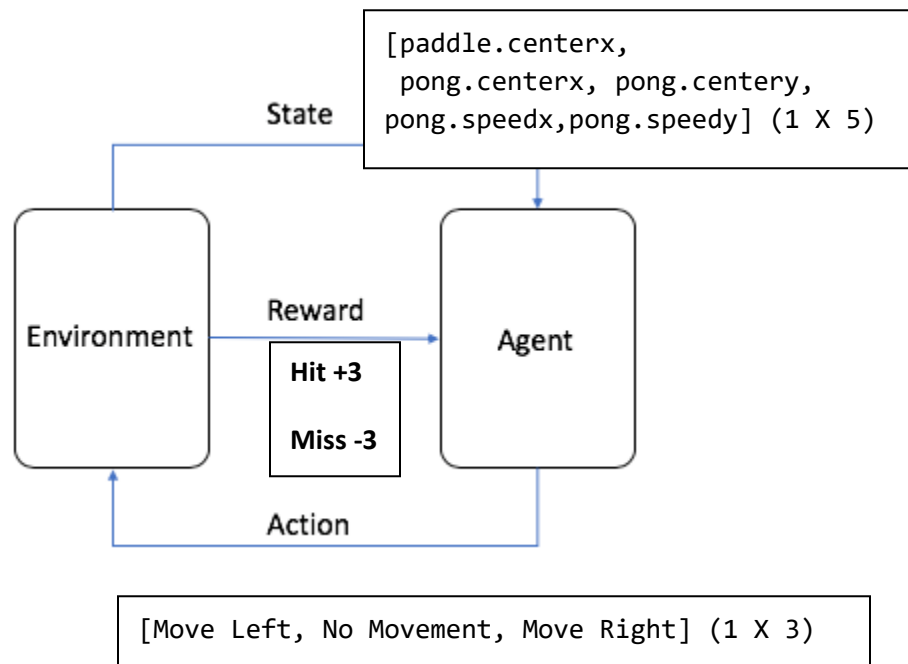 [paddle.centerx,
pong.centerx, pong.centery,
pong.speedx,pong.speedy] (1 X 5)
State
Environment
Reward
Agent
Hit +3
Miss -3
Action
[Move Left, No Movement, Move Right] (1 X 3)